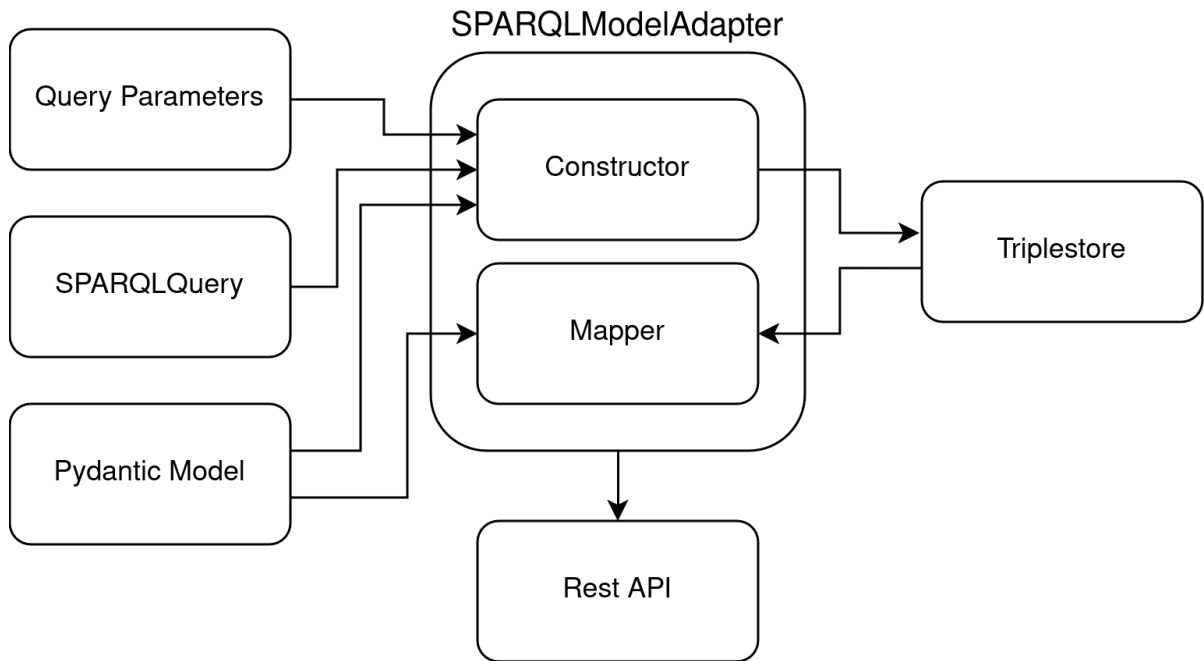 SPARQLModelAdapter
Query Parameters
Constructor
SPARQLQuery
Triplestore
Mapper
Pydantic Model
Rest API